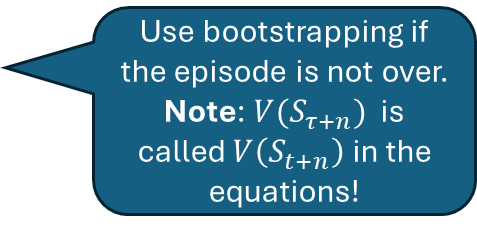 Use bootstrapping if
the episode is not over.
Note: V(S_{τ+n}) is
called V(S_{t+n}) in the
equations!